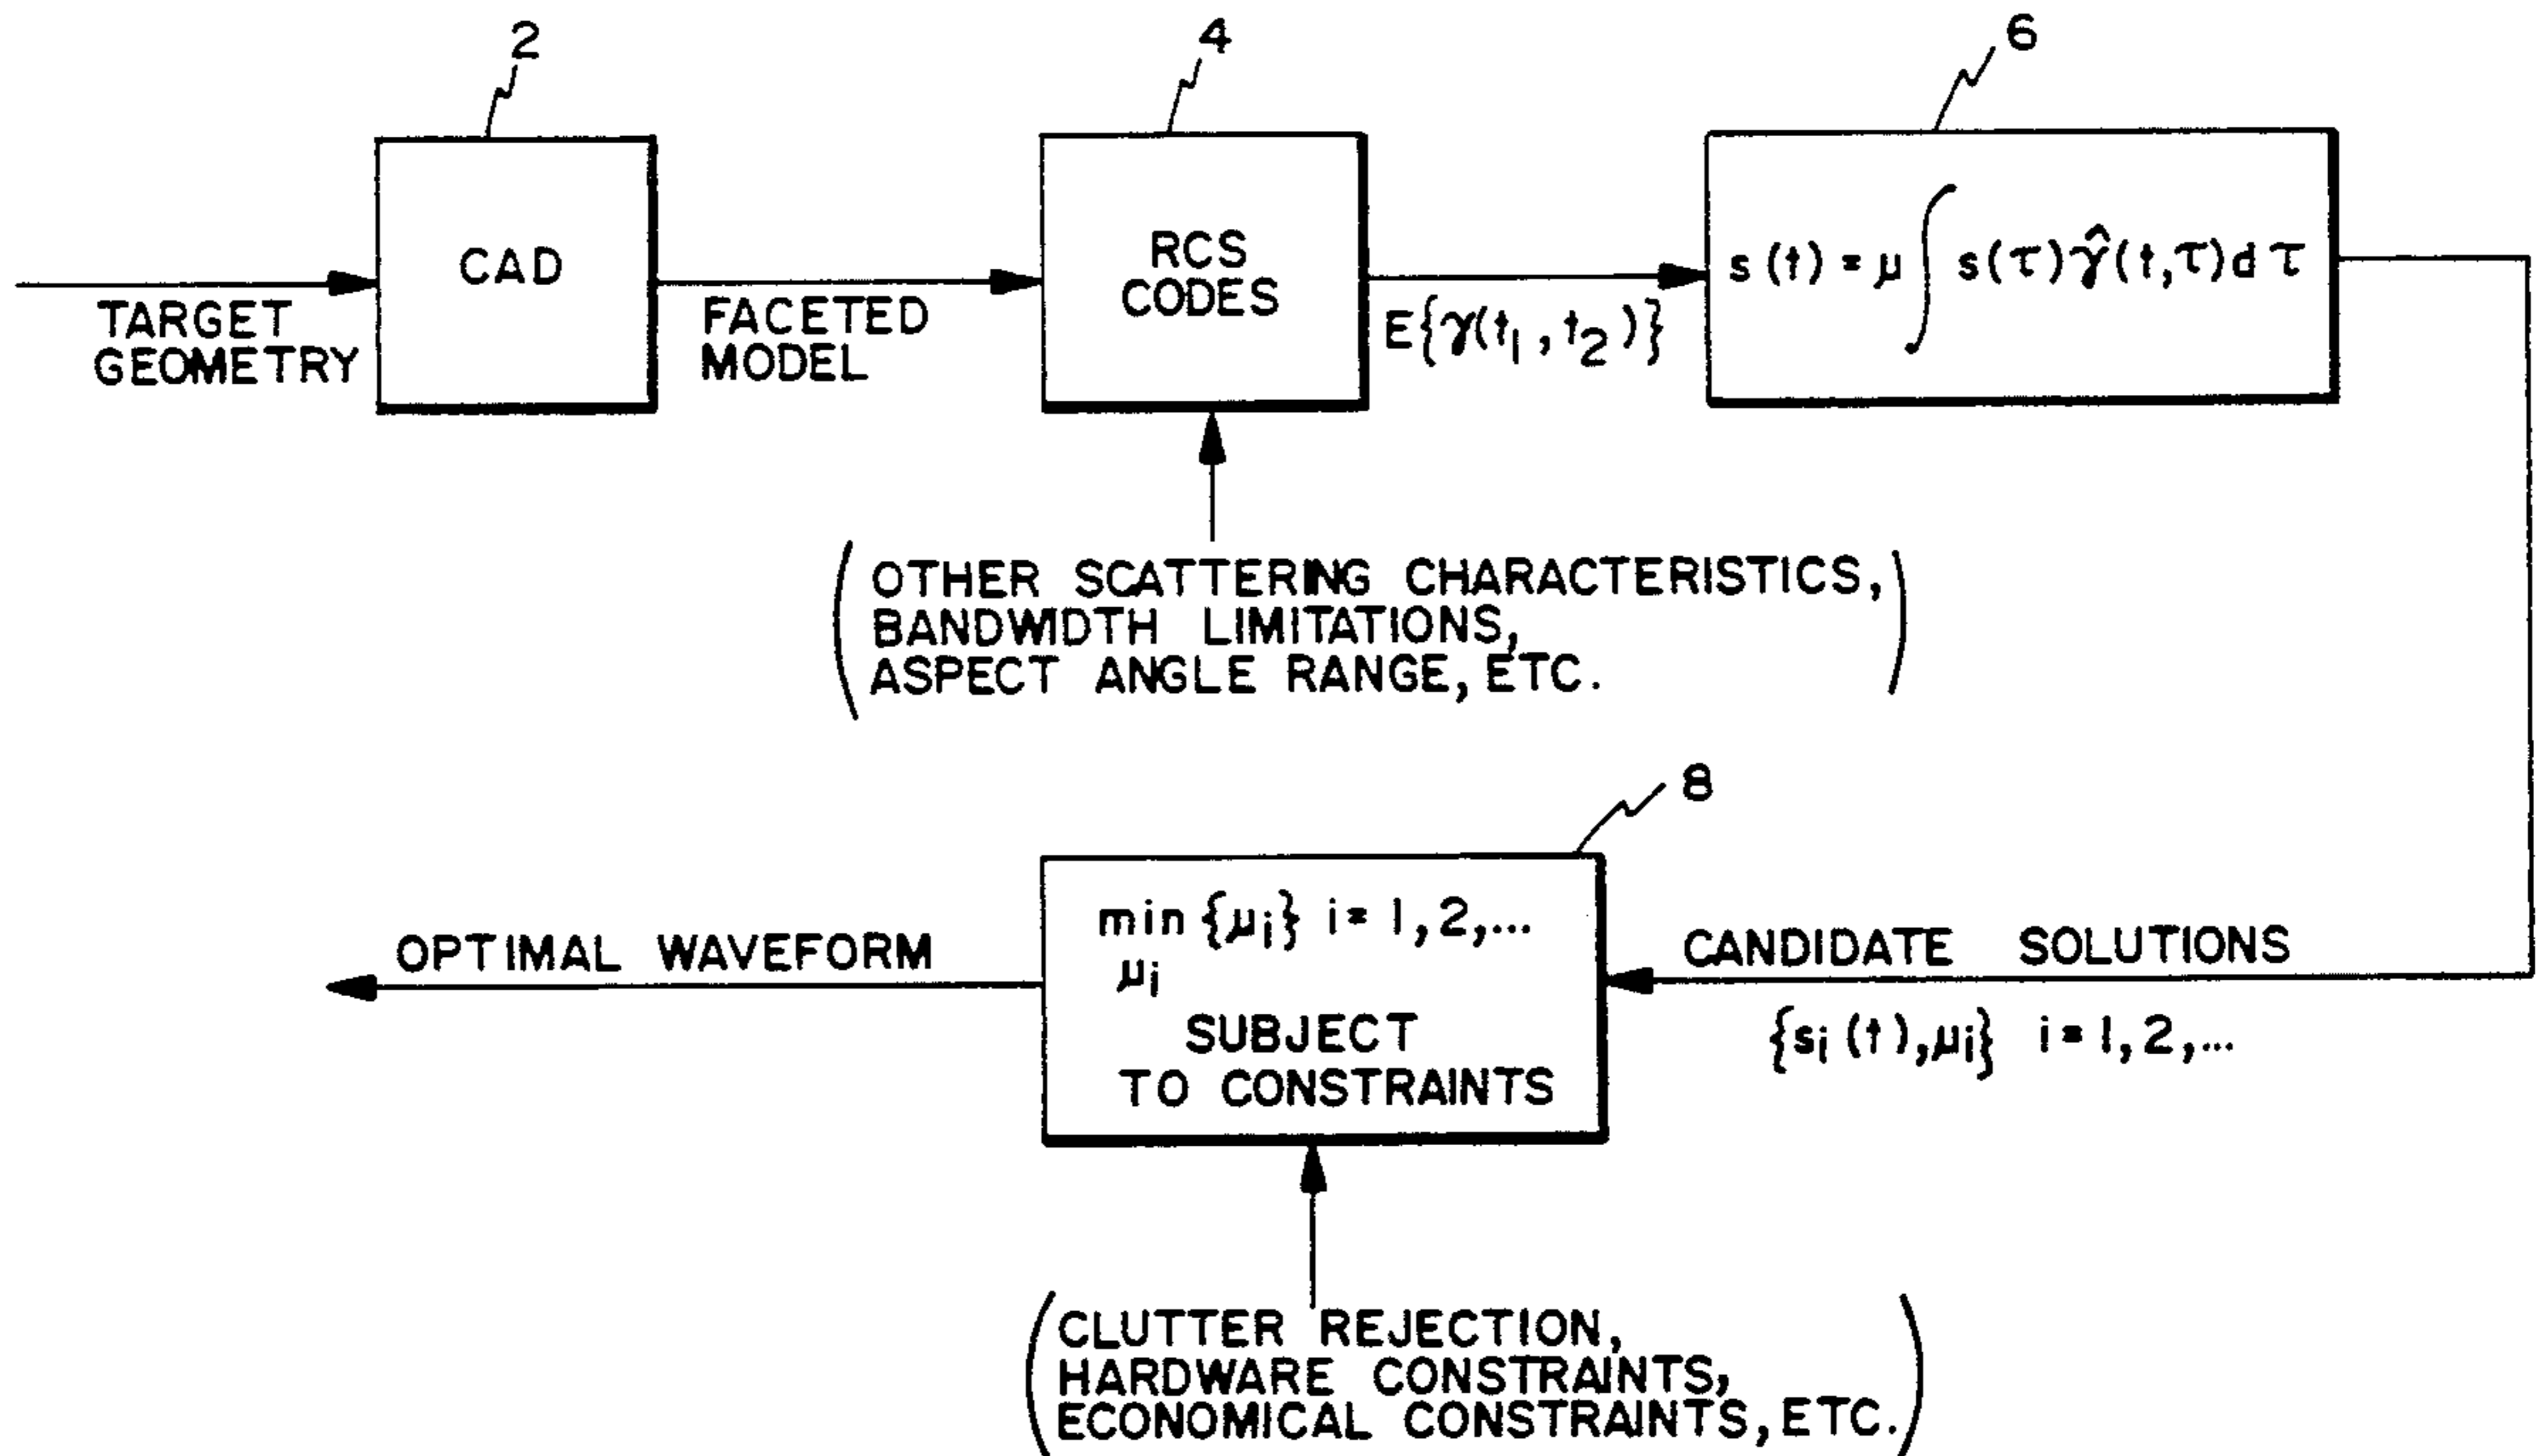 2
4
6
CAD
RCS
CODES
s(t) = μ ∫ s(τ) γ̂(t,τ) dτ
TARGET
GEOMETRY
FACETED
MODEL
E{γ(t₁, t₂)}
(OTHER SCATTERING CHARACTERISTICS,
BANDWIDTH LIMITATIONS,
ASPECT ANGLE RANGE, ETC.)
8
min {μᵢ} i = 1, 2, ...
μᵢ
SUBJECT
TO CONSTRAINTS
OPTIMAL WAVEFORM
CANDIDATE SOLUTIONS
{sᵢ(t), μᵢ} i = 1, 2, ...
(CLUTTER REJECTION,
HARDWARE CONSTRAINTS,
ECONOMICAL CONSTRAINTS, ETC.)